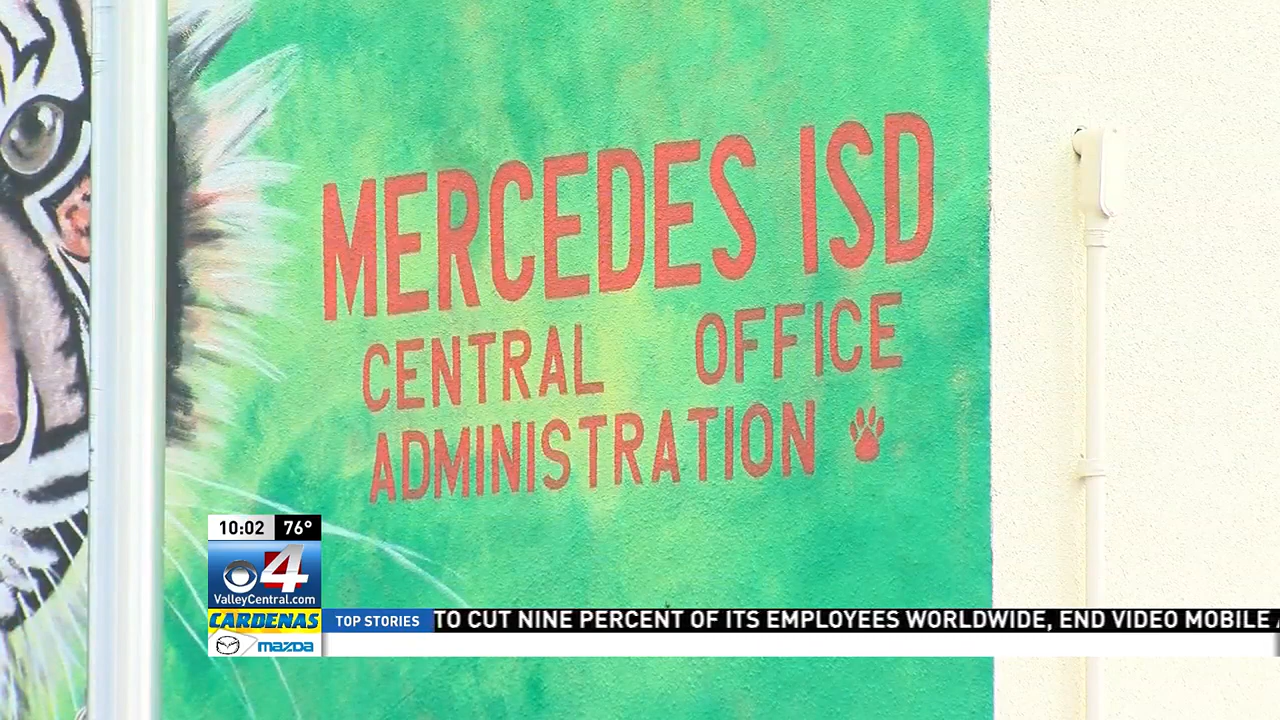 MERCEDES ISD
CENTRAL OFFICE
ADMINISTRATION
10:02 76°
4
ValleyCentral.com
CARDENAS
mazda
TOP STORIES TO CUT NINE PERCENT OF ITS EMPLOYEES WORLDWIDE, END VIDEO MOBILE